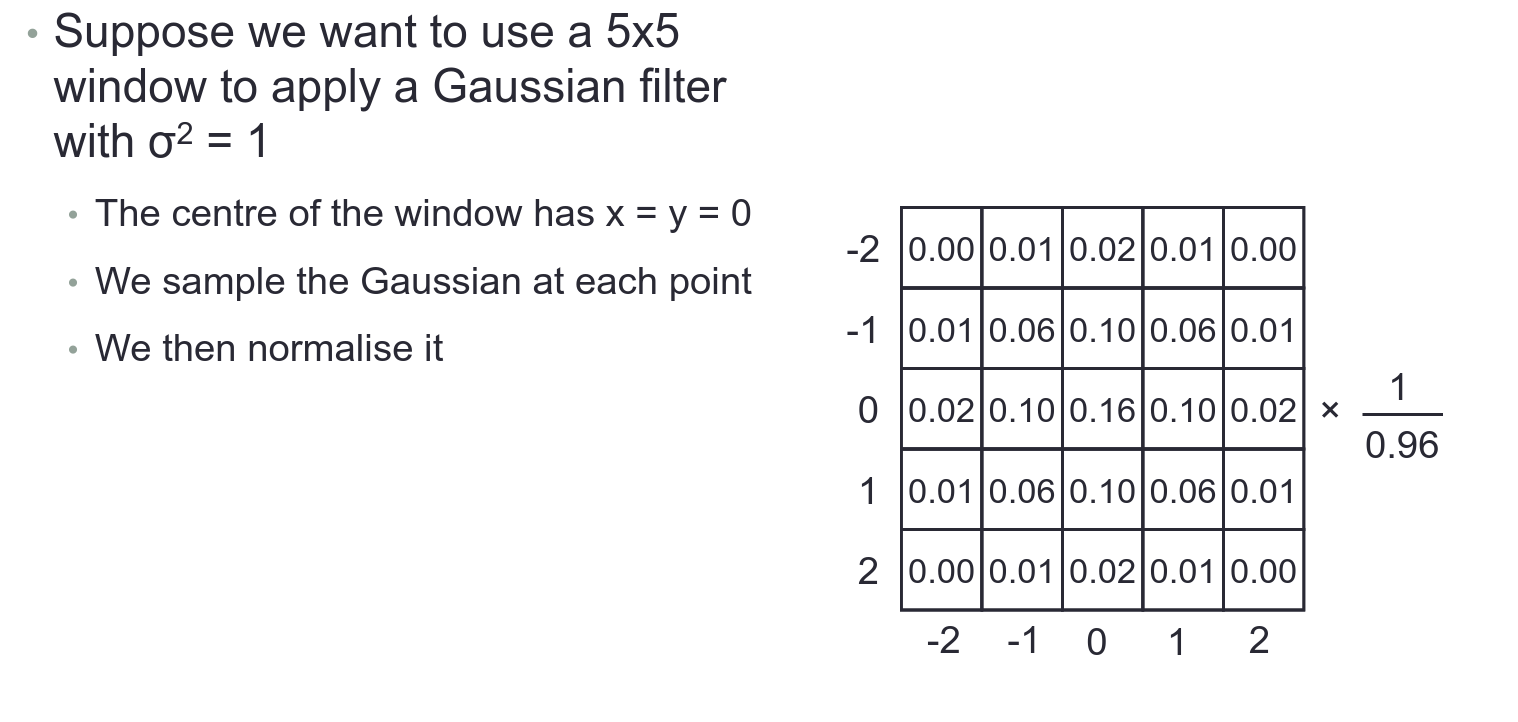 • Suppose we want to use a 5x5
window to apply a Gaussian filter
with σ² = 1
• The centre of the window has x = y = 0
• We sample the Gaussian at each point
• We then normalise it
-2 0.00 0.01 0.02 0.01 0.00
-1 0.01 0.06 0.10 0.06 0.01
0 0.02 0.10 0.16 0.10 0.02 × 1/0.96
1 0.01 0.06 0.10 0.06 0.01
2 0.00 0.01 0.02 0.01 0.00
-2 -1 0 1 2